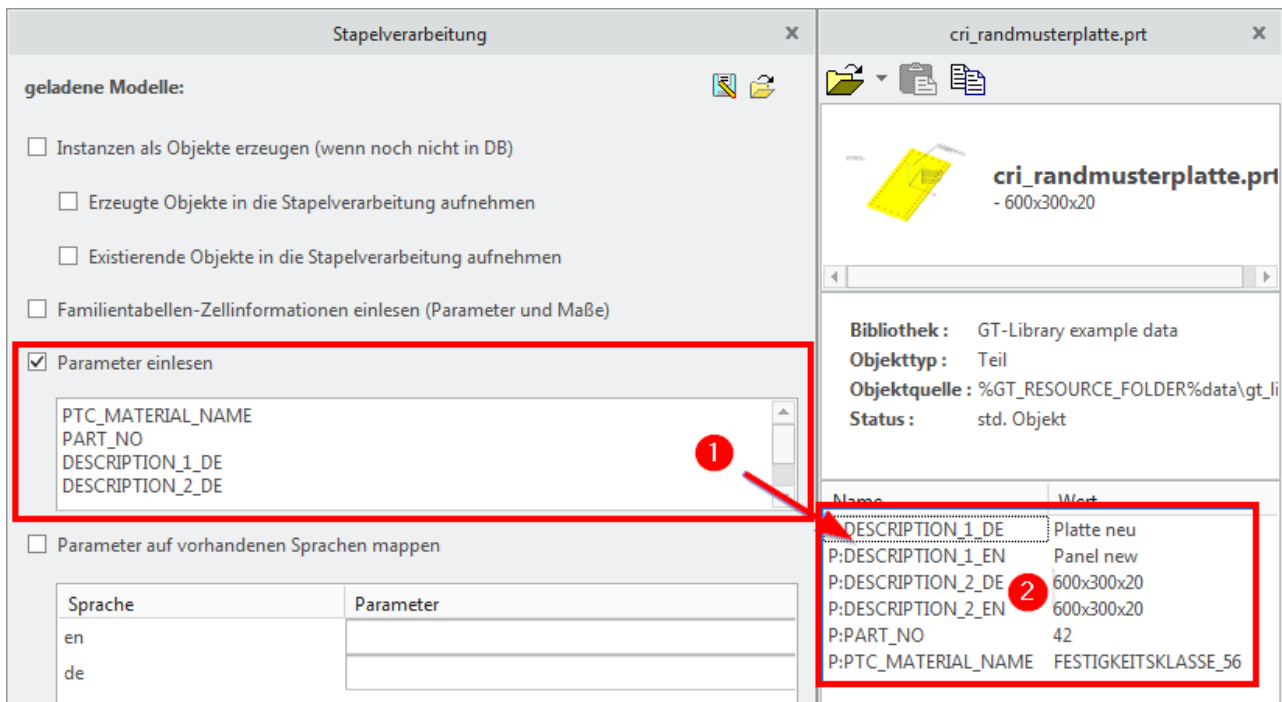 Stapelverarbeitung
geladene Modelle:
Instanzen als Objekte erzeugen (wenn noch nicht in DB)
Erzeugte Objekte in die Stapelverarbeitung aufnehmen
Existierende Objekte in die Stapelverarbeitung aufnehmen
Familientabellen-Zellinformationen einlesen (Parameter und Maße)
Parameter einlesen
PTC_MATERIAL_NAME
PART_NO
DESCRIPTION_1_DE
DESCRIPTION_2_DE
1
Parameter auf vorhandenen Sprachen mappen
Sprache Parameter
en
de
cri_randmusterplatte.prt
cri_randmusterplatte.prt
- 600x300x20
Bibliothek : GT-Library example data
Objekttyp : Teil
Objektquelle : %GT_RESOURCE_FOLDER%data\gt_li
Status : std. Objekt
Name Wert
DESCRIPTION_1_DE Platte neu
P:DESCRIPTION_1_EN Panel new
P:DESCRIPTION_2_DE 600x300x20
2
P:DESCRIPTION_2_EN 600x300x20
P:PART_NO 42
P:PTC_MATERIAL_NAME FESTIGKEITSKLASSE_56